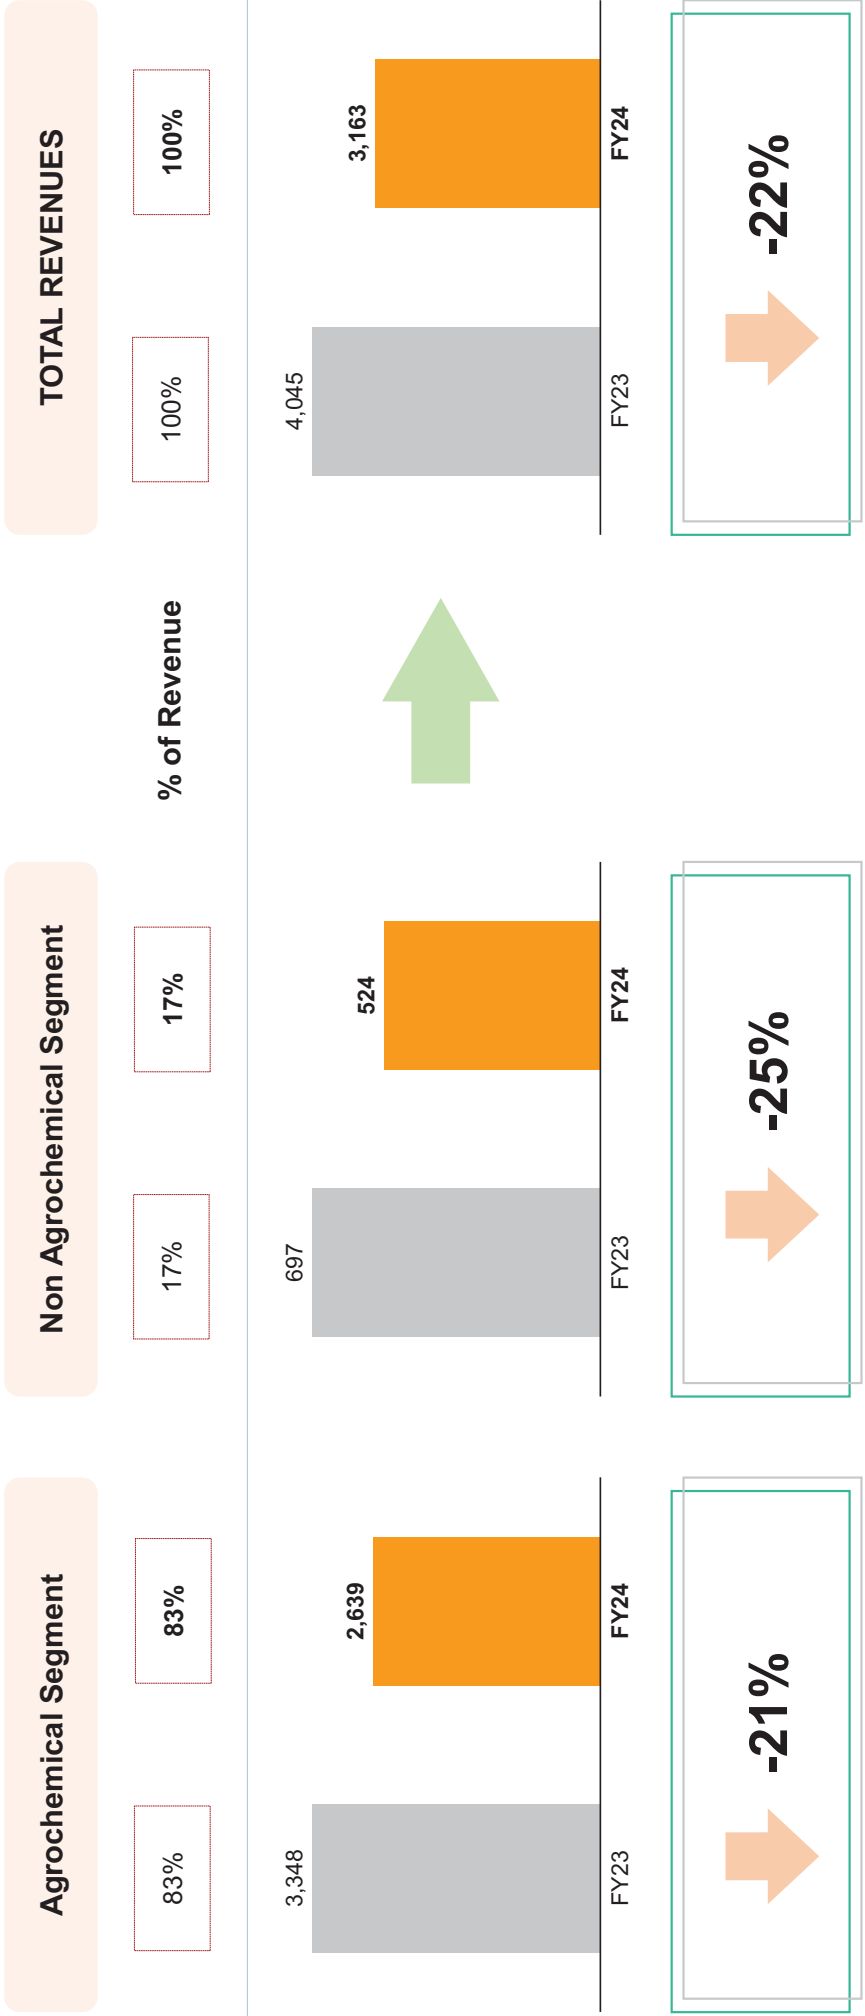 Agrochemical Segment
Non Agrochemical Segment
TOTAL REVENUES
83%
83%
17%
17%
% of Revenue
100%
100%
3,348
2,639
697
524
4,045
3,163
FY23
FY24
FY23
FY24
FY23
FY24
-21%
-25%
-22%